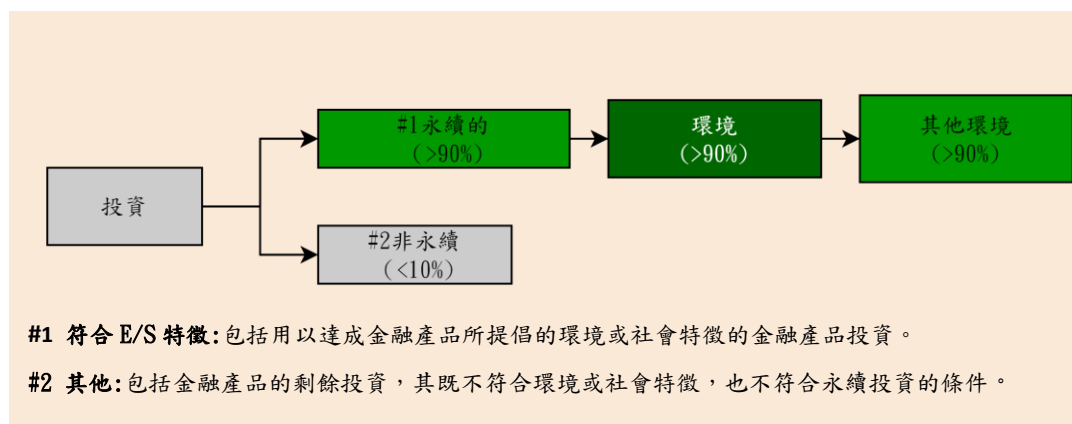 投資
#1永續的
(>90%)
環境
(>90%)
其他環境
(>90%)
#2非永續
(<10%)
#1 符合 E/S 特徵:包括用以達成金融產品所提倡的環境或社會特徵的金融產品投資。
#2 其他:包括金融產品的剩餘投資，其既不符合環境或社會特徵，也不符合永續投資的條件。